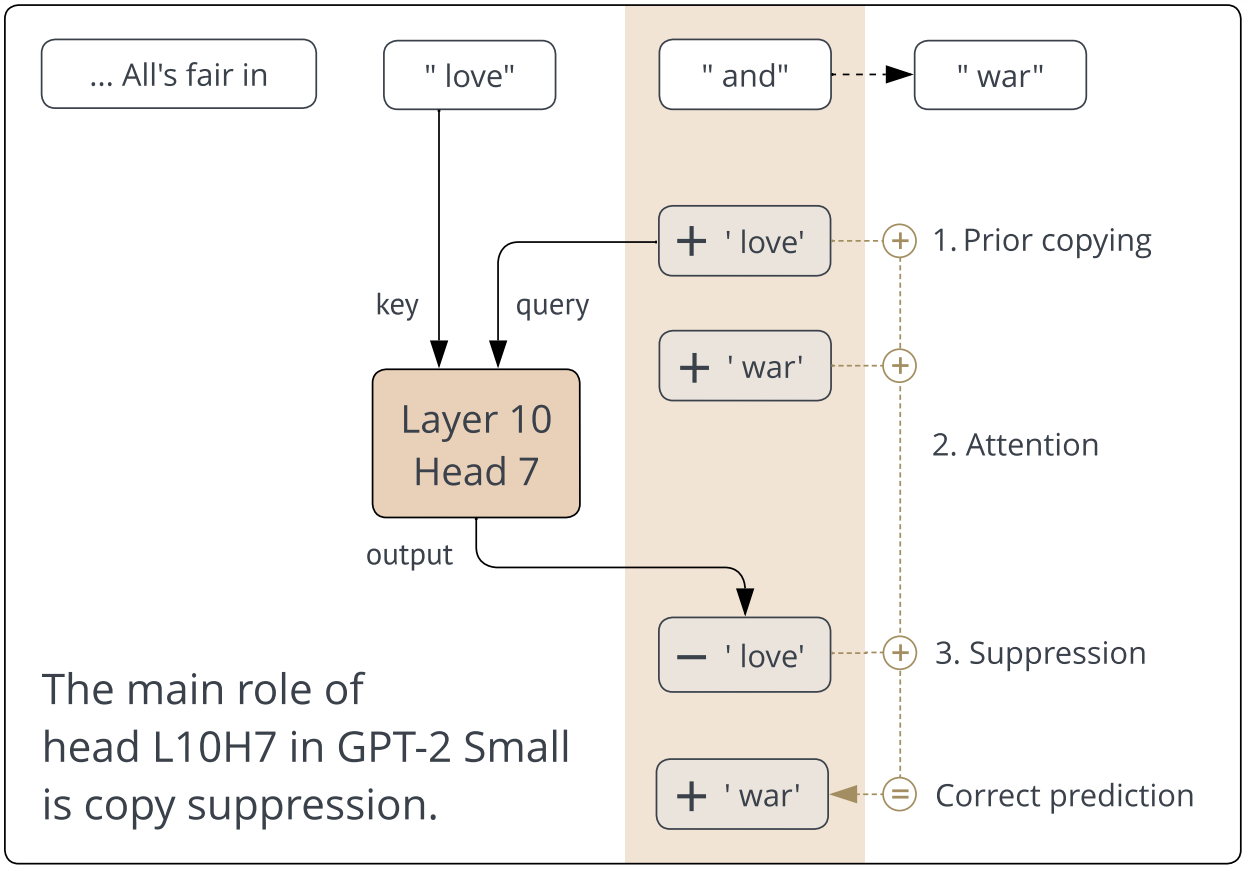 ... All's fair in
" love"
" and"
" war"
+ ' love'
+
1. Prior copying
key
query
+ ' war'
+
Layer 10
Head 7
2. Attention
output
− ' love'
+
3. Suppression
The main role of
head L10H7 in GPT-2 Small
is copy suppression.
+ ' war'
=
Correct prediction